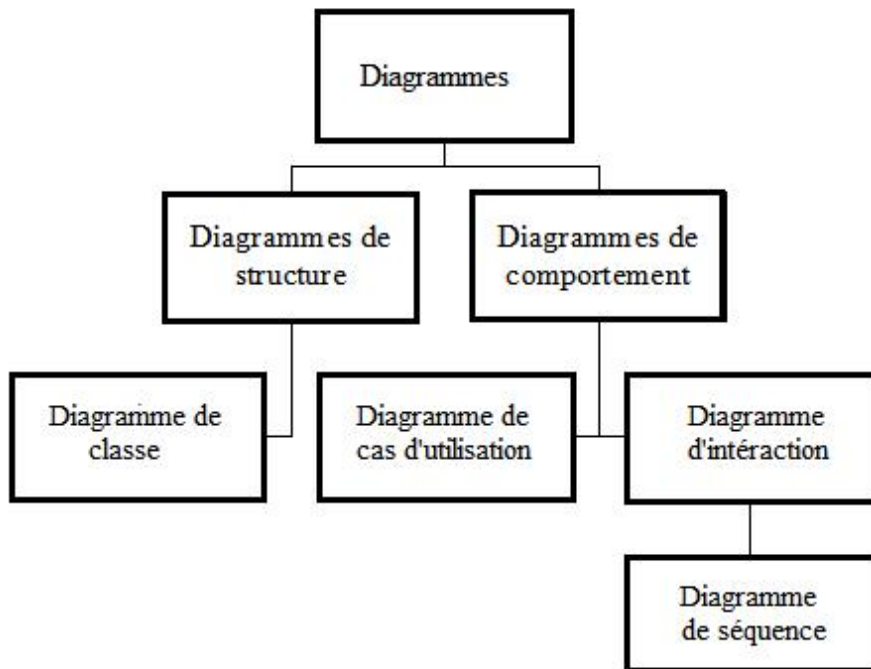 Diagrammes
Diagrammes de
structure
Diagrammes de
comportement
Diagramme de
classe
Diagramme de
cas d'utilisation
Diagramme
d'intéraction
Diagramme
de séquence